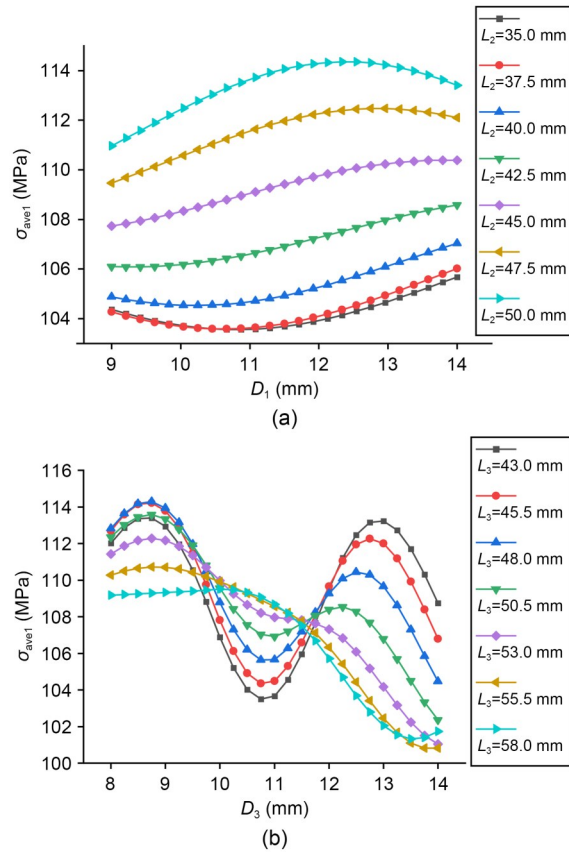 114
112
110
108
106
104
σave1 (MPa)
9 10 11 12 13 14
D1 (mm)
(a)
L2=35.0 mm
L2=37.5 mm
L2=40.0 mm
L2=42.5 mm
L2=45.0 mm
L2=47.5 mm
L2=50.0 mm
116
114
112
110
108
106
104
102
100
σave1 (MPa)
8 9 10 11 12 13 14
D3 (mm)
(b)
L3=43.0 mm
L3=45.5 mm
L3=48.0 mm
L3=50.5 mm
L3=53.0 mm
L3=55.5 mm
L3=58.0 mm